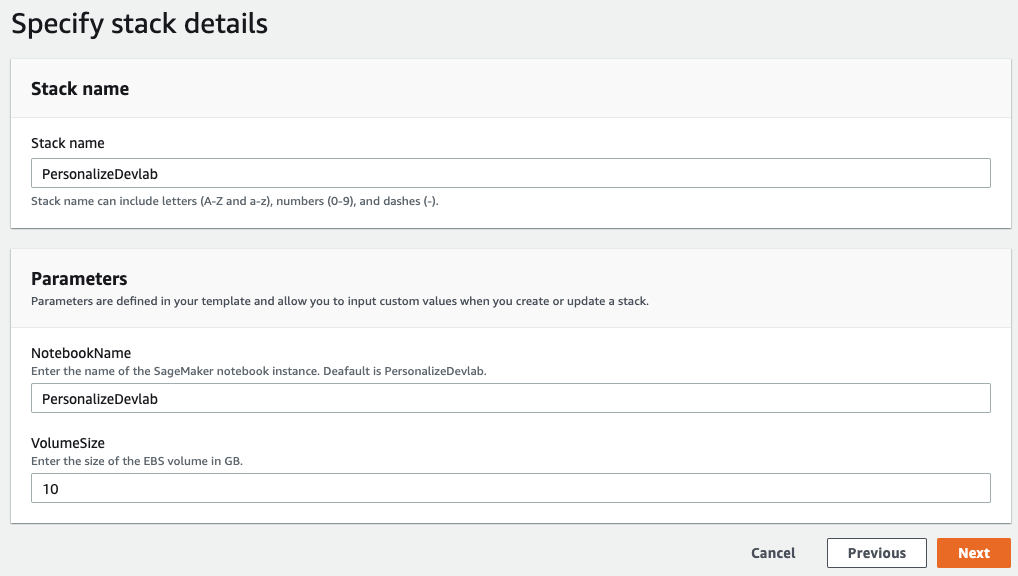 Specify stack details
Stack name
Stack name
PersonalizeDevlab
Stack name can include letters (A-Z and a-z), numbers (0-9), and dashes (-).
Parameters
Parameters are defined in your template and allow you to input custom values when you create or update a stack.
NotebookName
Enter the name of the SageMaker notebook instance. Deafault is PersonalizeDevlab.
PersonalizeDevlab
VolumeSize
Enter the size of the EBS volume in GB.
10
Cancel Previous Next